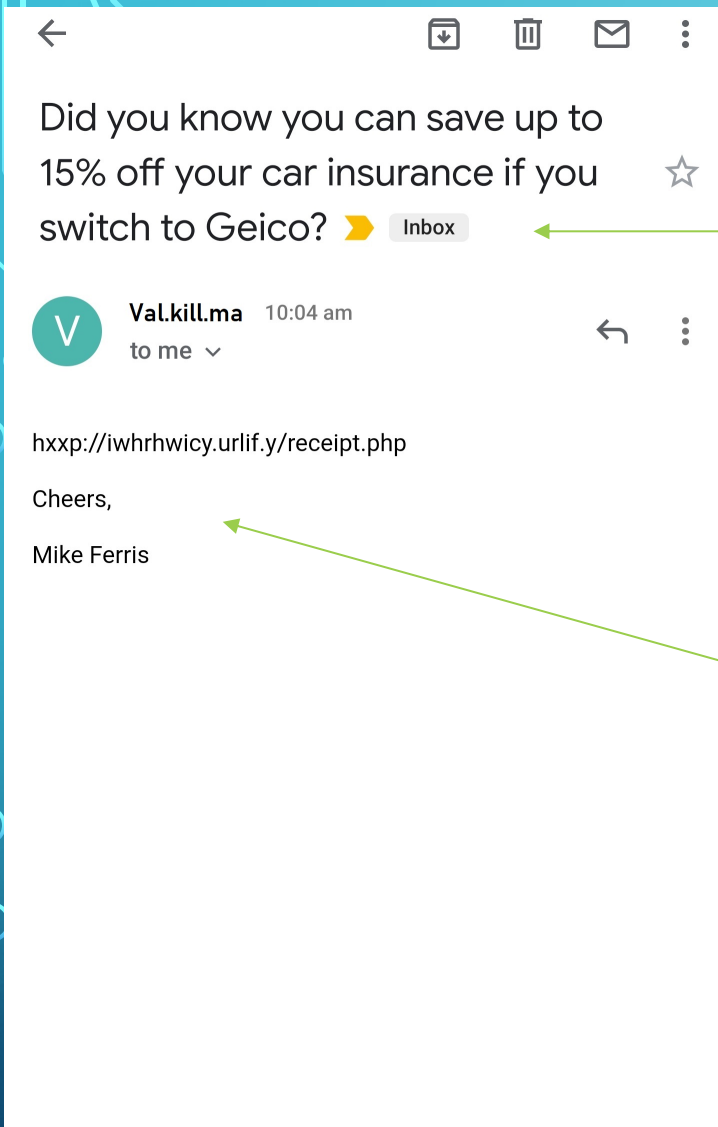 Did you know you can save up to
15% off your car insurance if you
switch to Geico? Inbox
V
Val.kill.ma 10:04 am
to me
hxxp://iwhrhwicy.urlif.y/receipt.php
Cheers,
Mike Ferris